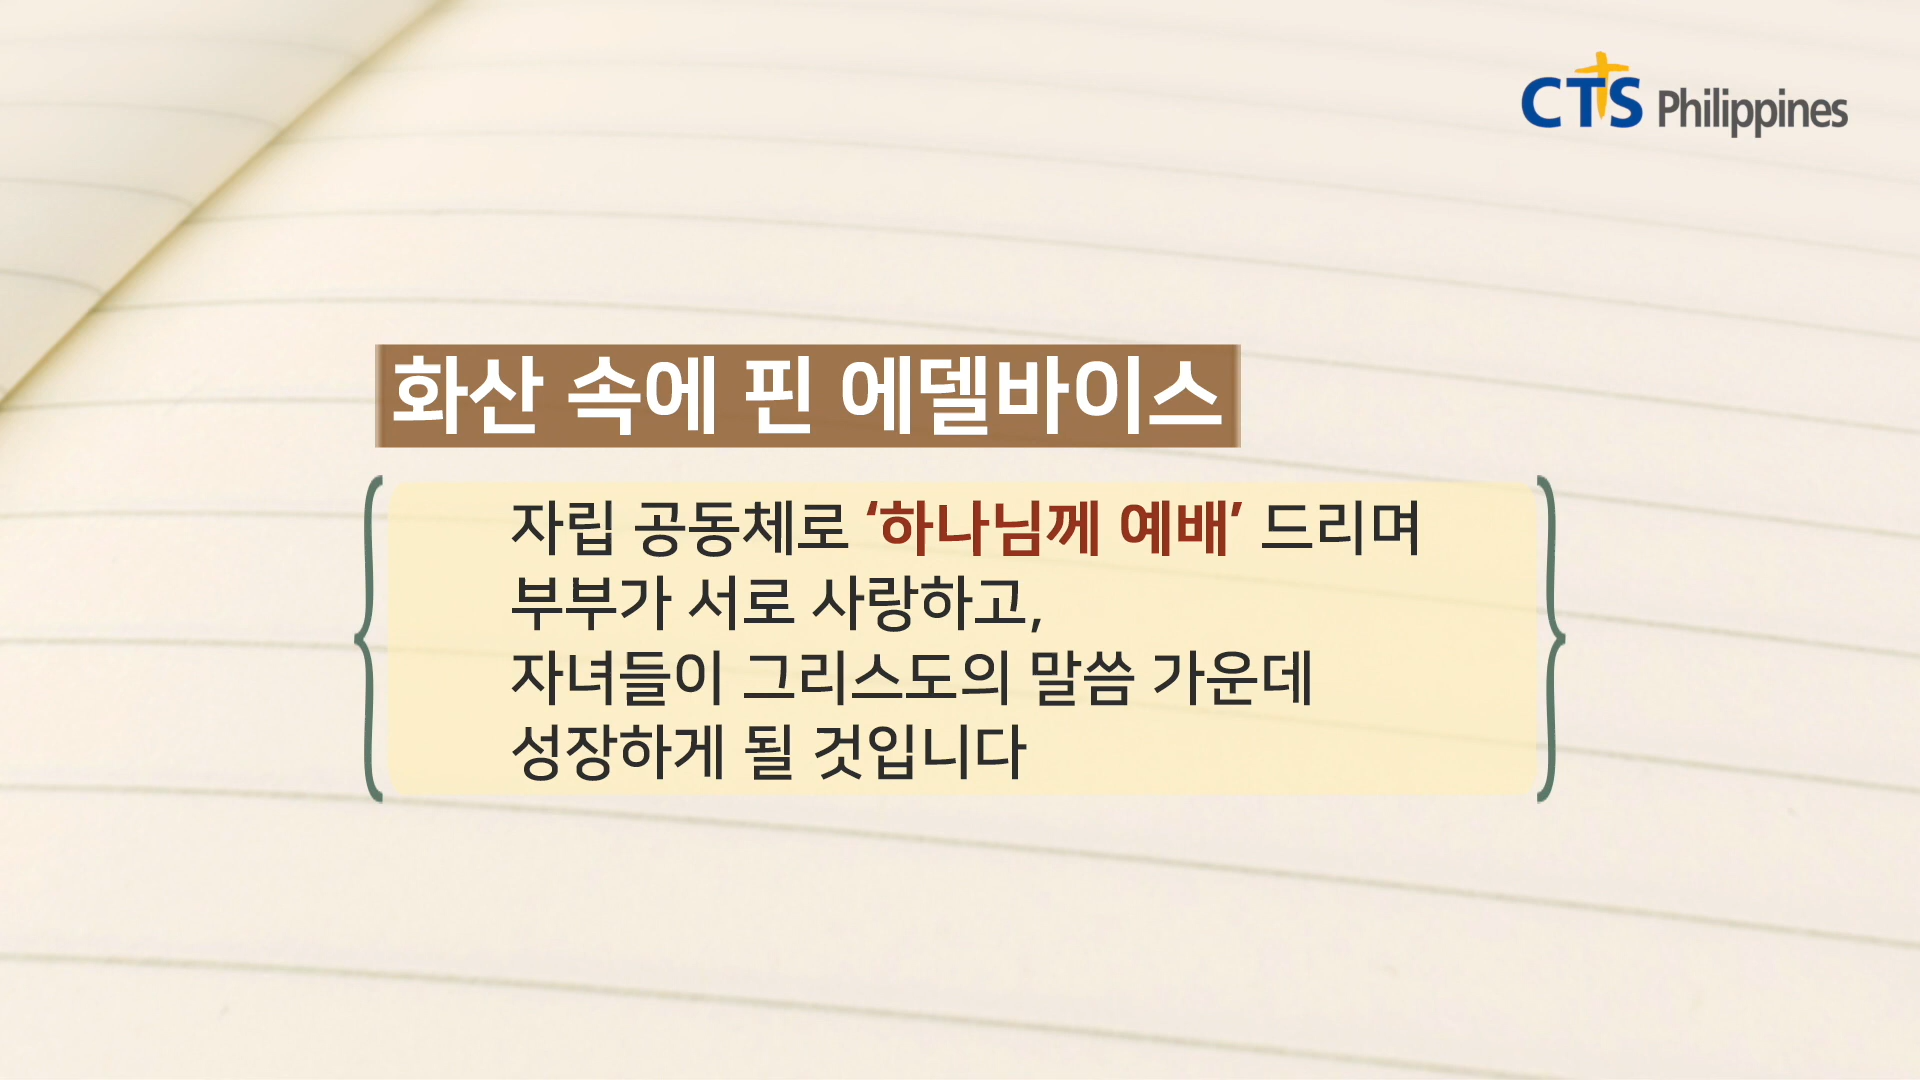 CTS Philippines
화산 속에 핀 에델바이스
자립 공동체로 ‘하나님께 예배’ 드리며
부부가 서로 사랑하고,
자녀들이 그리스도의 말씀 가운데
성장하게 될 것입니다